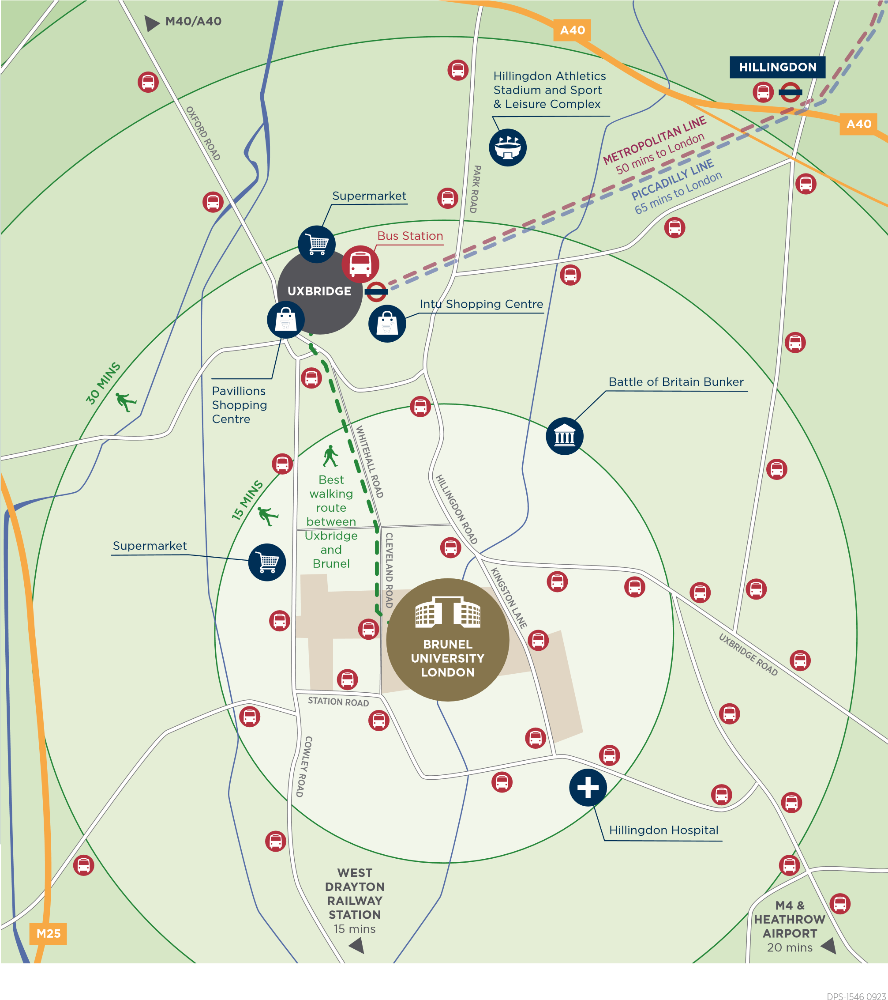 M40/A40
A40
HILLINGDON
Hillingdon Athletics
Stadium and Sport
& Leisure Complex
OXFORD ROAD
A40
METROPOLITAN LINE
50 mins to London
PICCADILLY LINE
65 mins to London
PARK ROAD
Supermarket
Bus Station
UXBRIDGE
Intu Shopping Centre
30 MINS
Pavillions
Shopping
Centre
Battle of Britain Bunker
WHITEHALL ROAD
15 MINS
Best
walking
route
between
Uxbridge
and
Brunel
HILLINGDON ROAD
Supermarket
CLEVELAND ROAD
KINGSTON LANE
BRUNEL
UNIVERSITY
LONDON
UXBRIDGE ROAD
STATION ROAD
COWLEY ROAD
Hillingdon Hospital
WEST
DRAYTON
RAILWAY
STATION
15 mins
M4 &
HEATHROW
AIRPORT
20 mins
M25
DPS-1546 0923